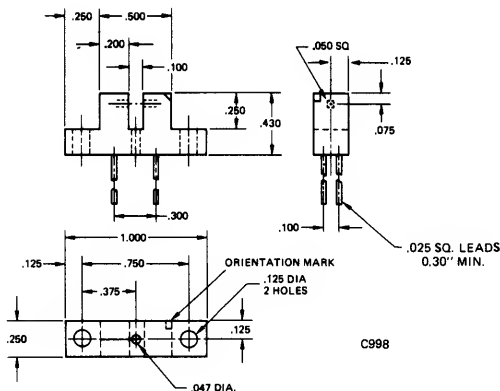 .250
.500
.200
.100
.250
.430
.300
.050 SQ
.125
.075
.100
.025 SQ. LEADS
0.30" MIN.
1.000
.125
.750
.375
ORIENTATION MARK
.125 DIA
2 HOLES
.250
.125
.047 DIA.
C998